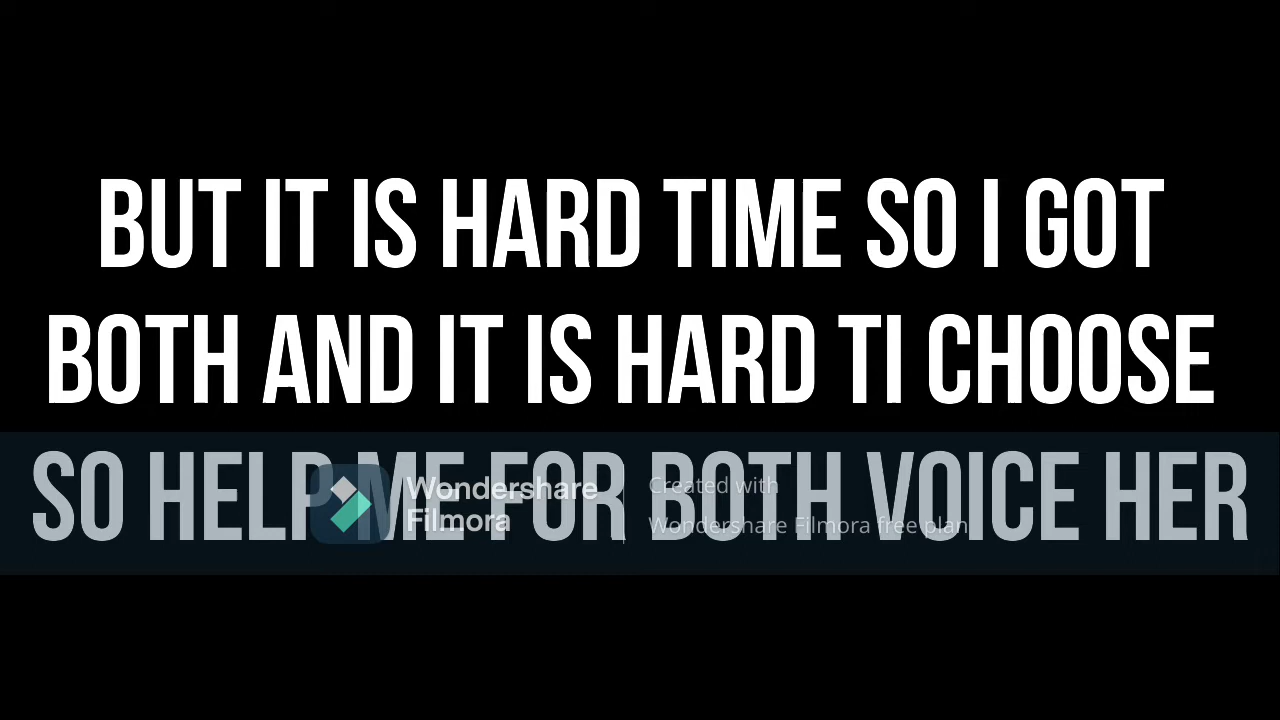 BUT IT IS HARD TIME SO I GOT
BOTH AND IT IS HARD TI CHOOSE
SO HELP ME FOR BOTH VOICE HER
Wondershare
Filmora
Created with
Wondershare Filmora free plan